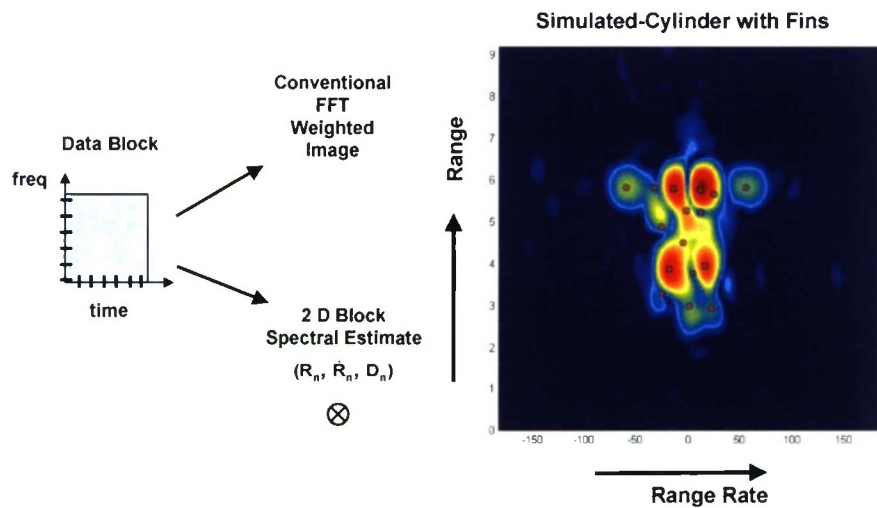 Simulated-Cylinder with Fins
Conventional
FFT
Weighted
Image
Data Block
freq
time
2 D Block
Spectral Estimate
(Rₙ, Ṙₙ, Dₙ)
Range
9
8
7
6
5
4
3
2
1
0
-150 -100 -50 0 50 100 150
Range Rate